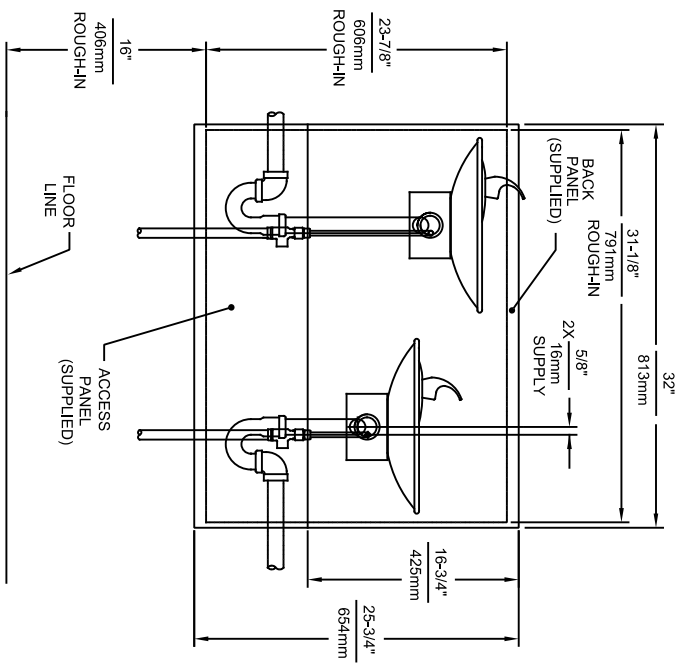 32"
813mm
31-1/8"
791mm
ROUGH-IN
BACK
PANEL
(SUPPLIED)
2X
5/8"
16mm
SUPPLY
23-7/8"
606mm
ROUGH-IN
16-3/4"
425mm
25-3/4"
654mm
ACCESS
PANEL
(SUPPLIED)
16"
406mm
ROUGH-IN
FLOOR
LINE